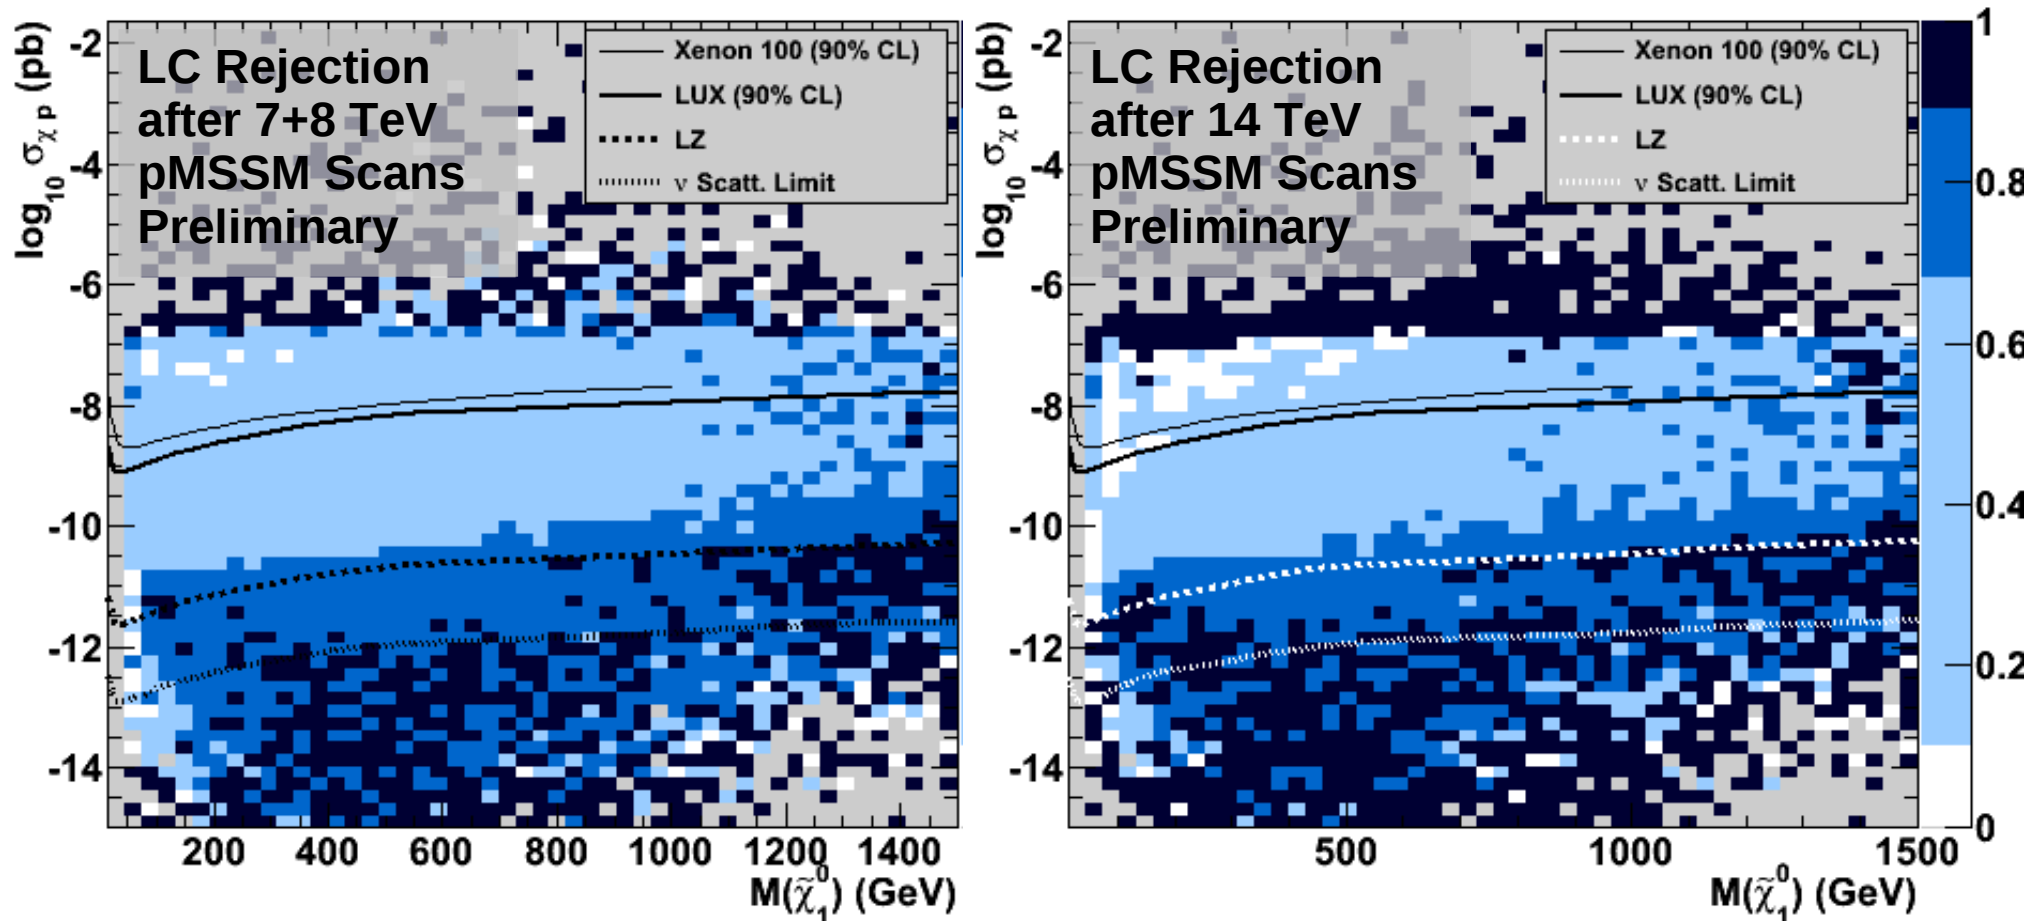 LC Rejection
after 7+8 TeV
pMSSM Scans
Preliminary
Xenon 100 (90% CL)
LUX (90% CL)
LZ
ν Scatt. Limit
log10 σχ p (pb)
-2
-4
-6
-8
-10
-12
-14
200 400 600 800 1000 1200 1400
M(χ̃⁰₁) (GeV)
LC Rejection
after 14 TeV
pMSSM Scans
Preliminary
Xenon 100 (90% CL)
LUX (90% CL)
LZ
ν Scatt. Limit
log10 σχ p (pb)
-2
-4
-6
-8
-10
-12
-14
500 1000 1500
M(χ̃⁰₁) (GeV)
1
0.8
0.6
0.4
0.2
0